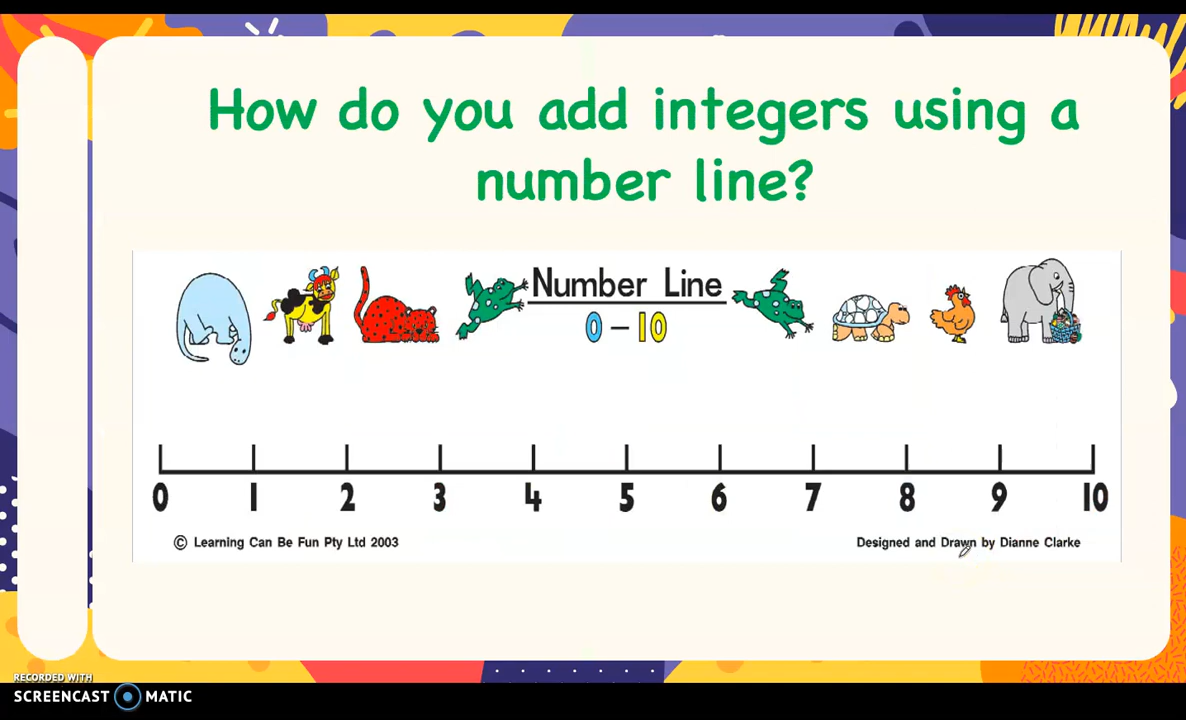 How do you add integers using a
number line?
Number Line
0 – 10
0 1 2 3 4 5 6 7 8 9 10
© Learning Can Be Fun Pty Ltd 2003
Designed and Drawn by Dianne Clarke
RECORDED WITH
SCREENCAST MATIC